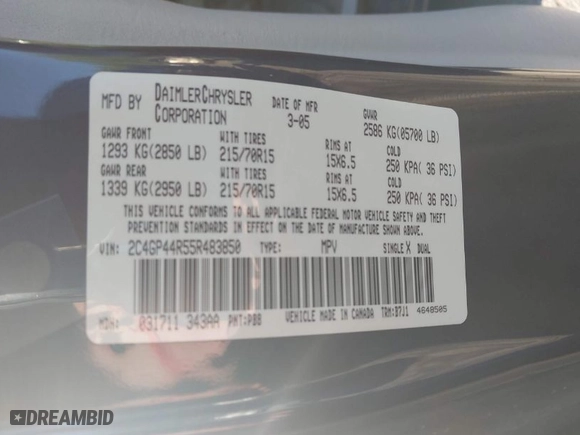 MFD BY DAIMLERCHRYSLER CORPORATION
DATE OF MFR 3-05
GVWR 2586 KG(05700 LB)
GAWR FRONT WITH TIRES RIMS AT COLD
1293 KG(2850 LB) 215/70R15 15X6.5 250 KPA( 36 PSI)
GAWR REAR WITH TIRES RIMS AT COLD
1339 KG(2950 LB) 215/70R15 15X6.5 250 KPA( 36 PSI)
THIS VEHICLE CONFORMS TO ALL APPLICABLE FEDERAL MOTOR VEHICLE SAFETY AND THEFT
PREVENTION STANDARDS IN EFFECT ON THE DATE OF MANUFACTURE SHOWN ABOVE.
VIN: 2C4GP44R55R483850 TYPE: MPV SINGLE X DUAL
MDH: 031711 343AA PNT:PBB VEHICLE MADE IN CANADA TRM:B7J1
4648505
DREAMBID